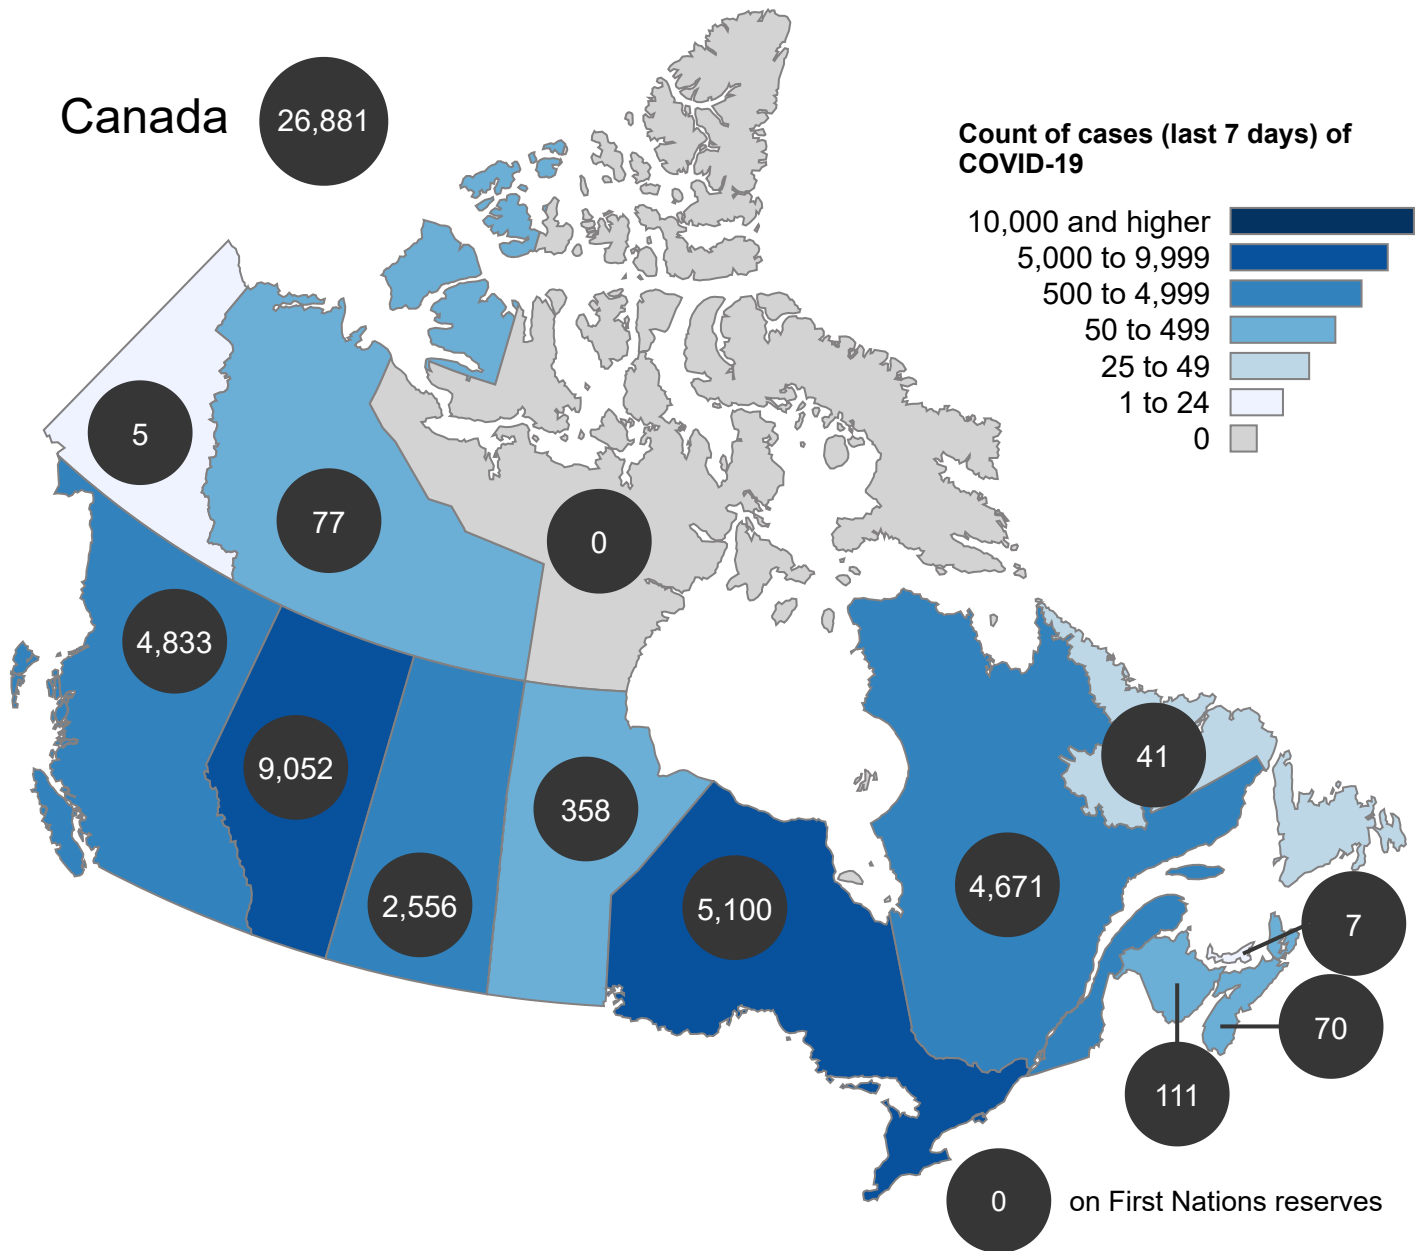 Canada
26,881
Count of cases (last 7 days) of
COVID-19
10,000 and higher
5,000 to 9,999
500 to 4,999
50 to 499
25 to 49
1 to 24
0
5
77
0
4,833
9,052
2,556
358
5,100
4,671
41
7
70
111
0 on First Nations reserves